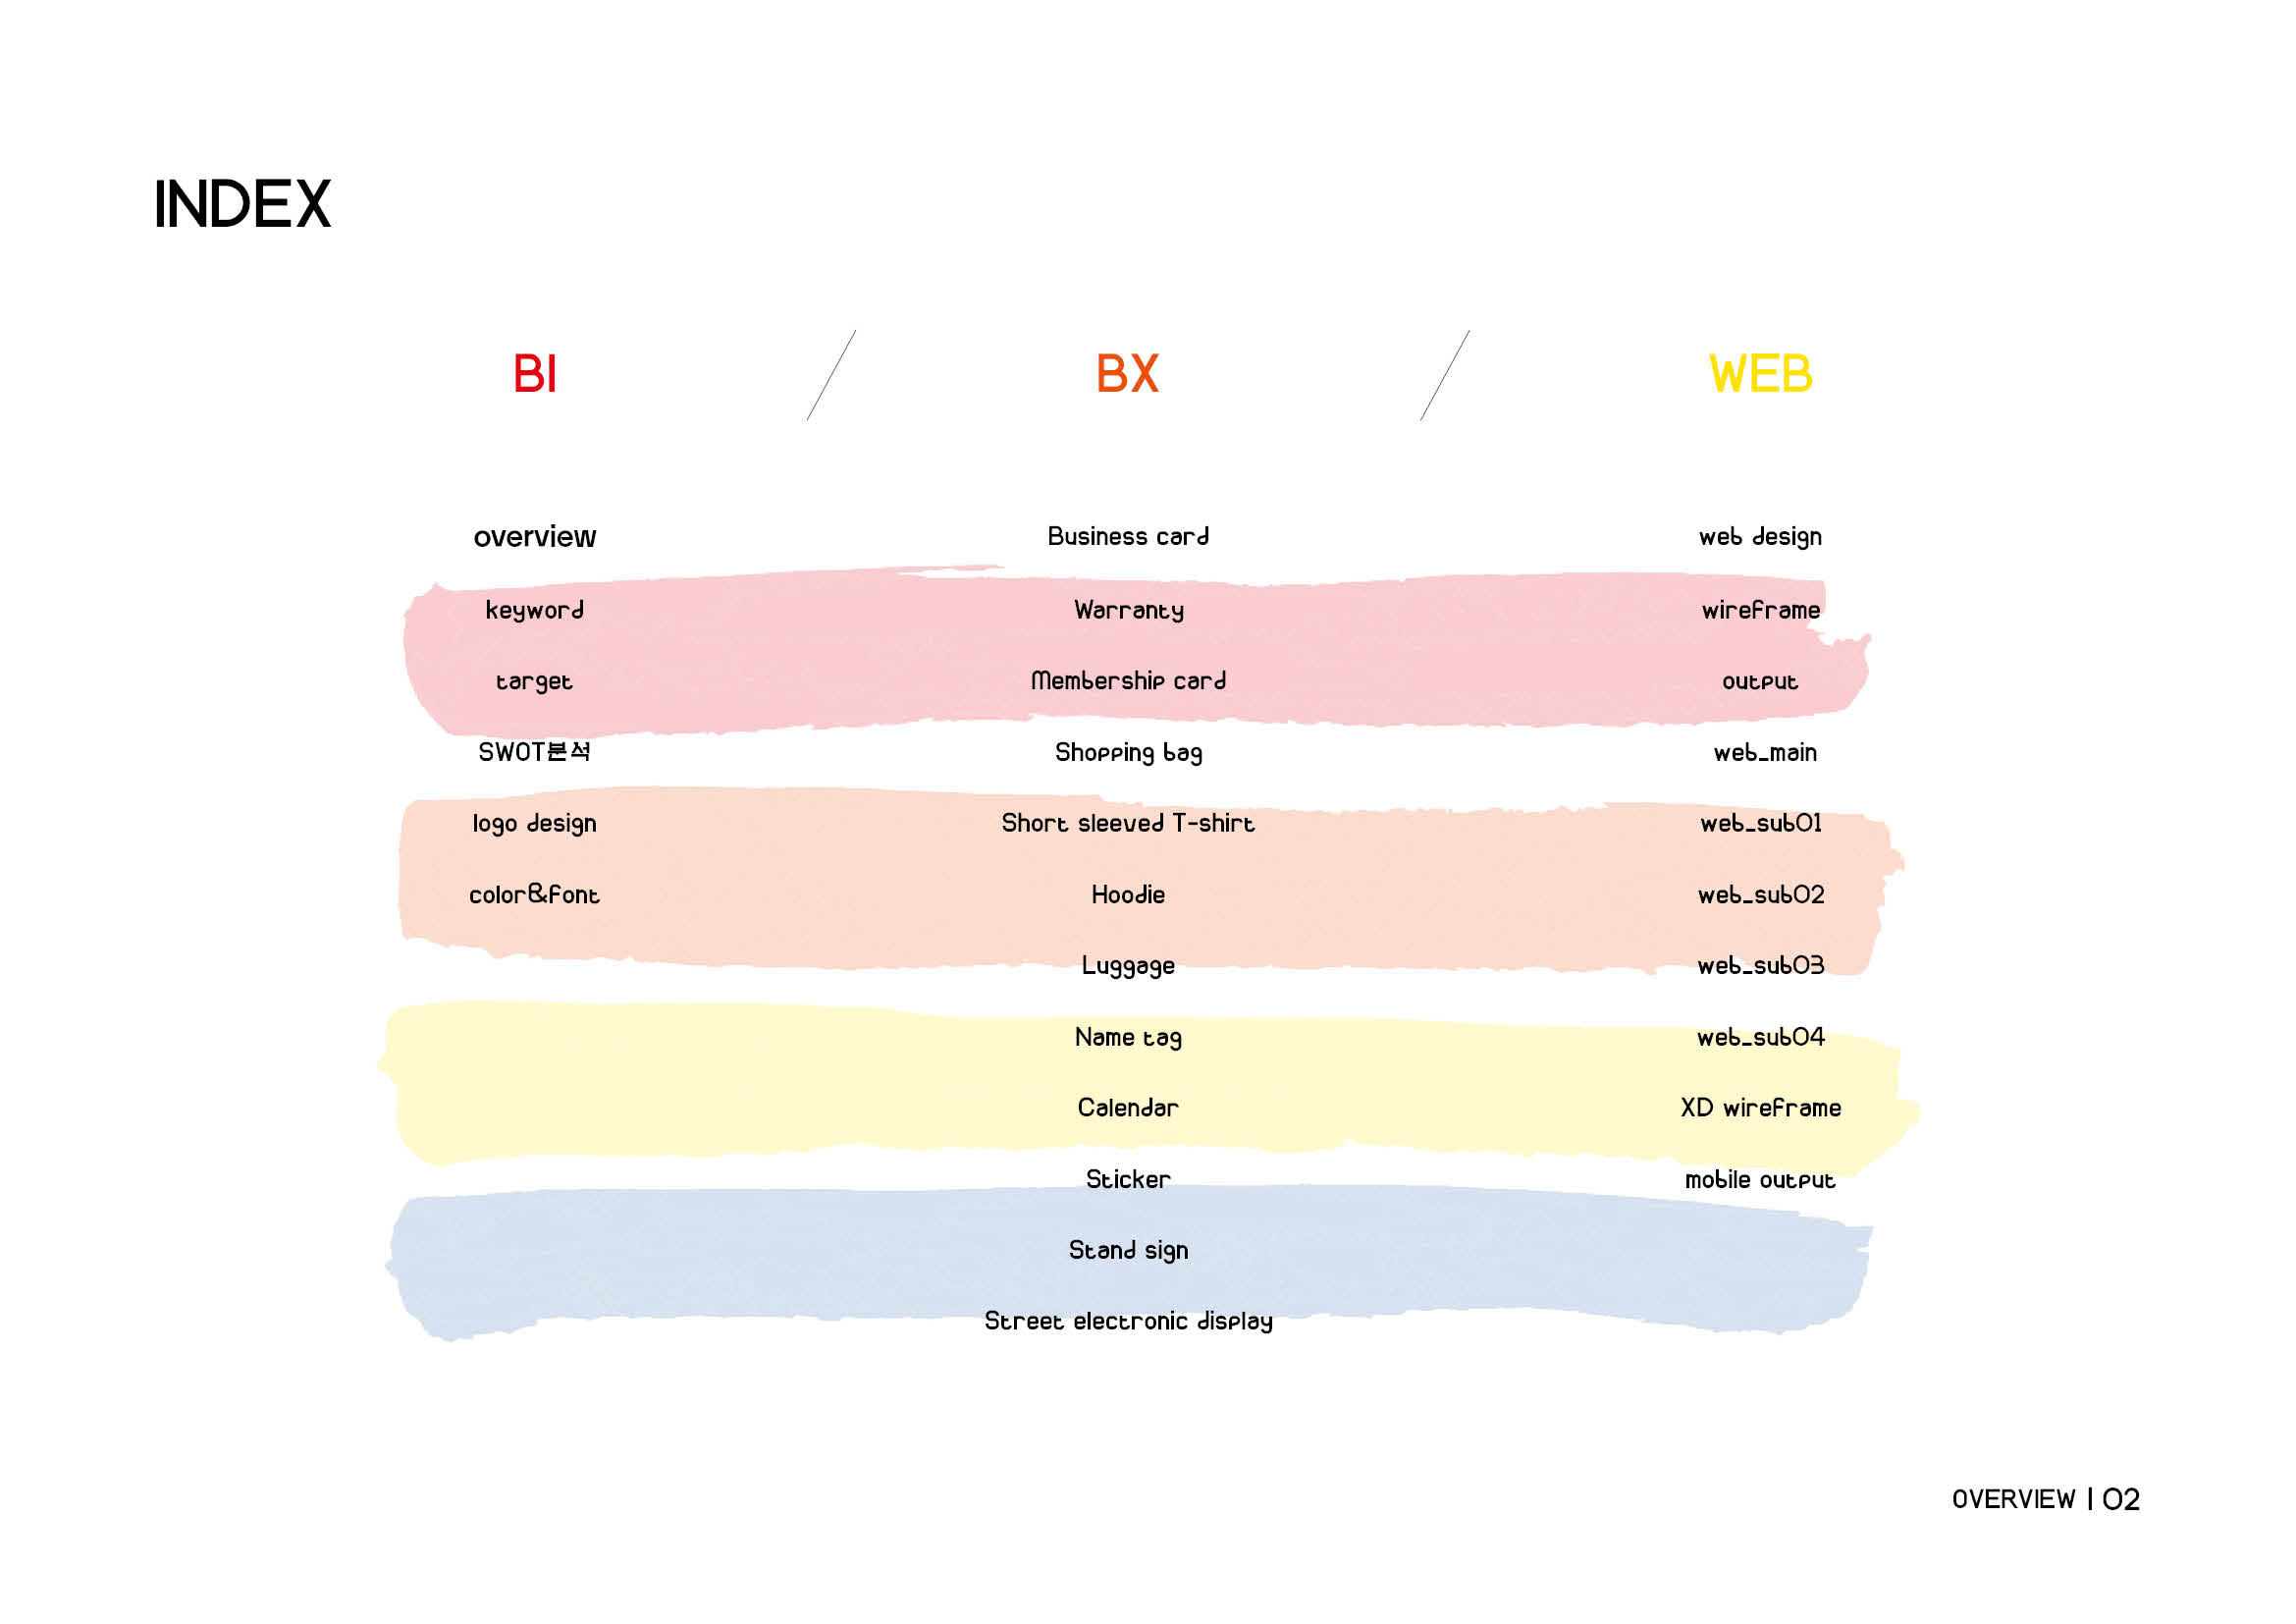 INDEX
BI / BX / WEB
overview
keyword
target
SWOT분석
logo design
color&font
Business card
Warranty
Membership card
Shopping bag
Short sleeved T-shirt
Hoodie
Luggage
Name tag
Calendar
Sticker
Stand sign
Street electronic display
web design
wireframe
output
web_main
web_sub01
web_sub02
web_sub03
web_sub04
XD wireframe
mobile output
OVERVIEW | 02